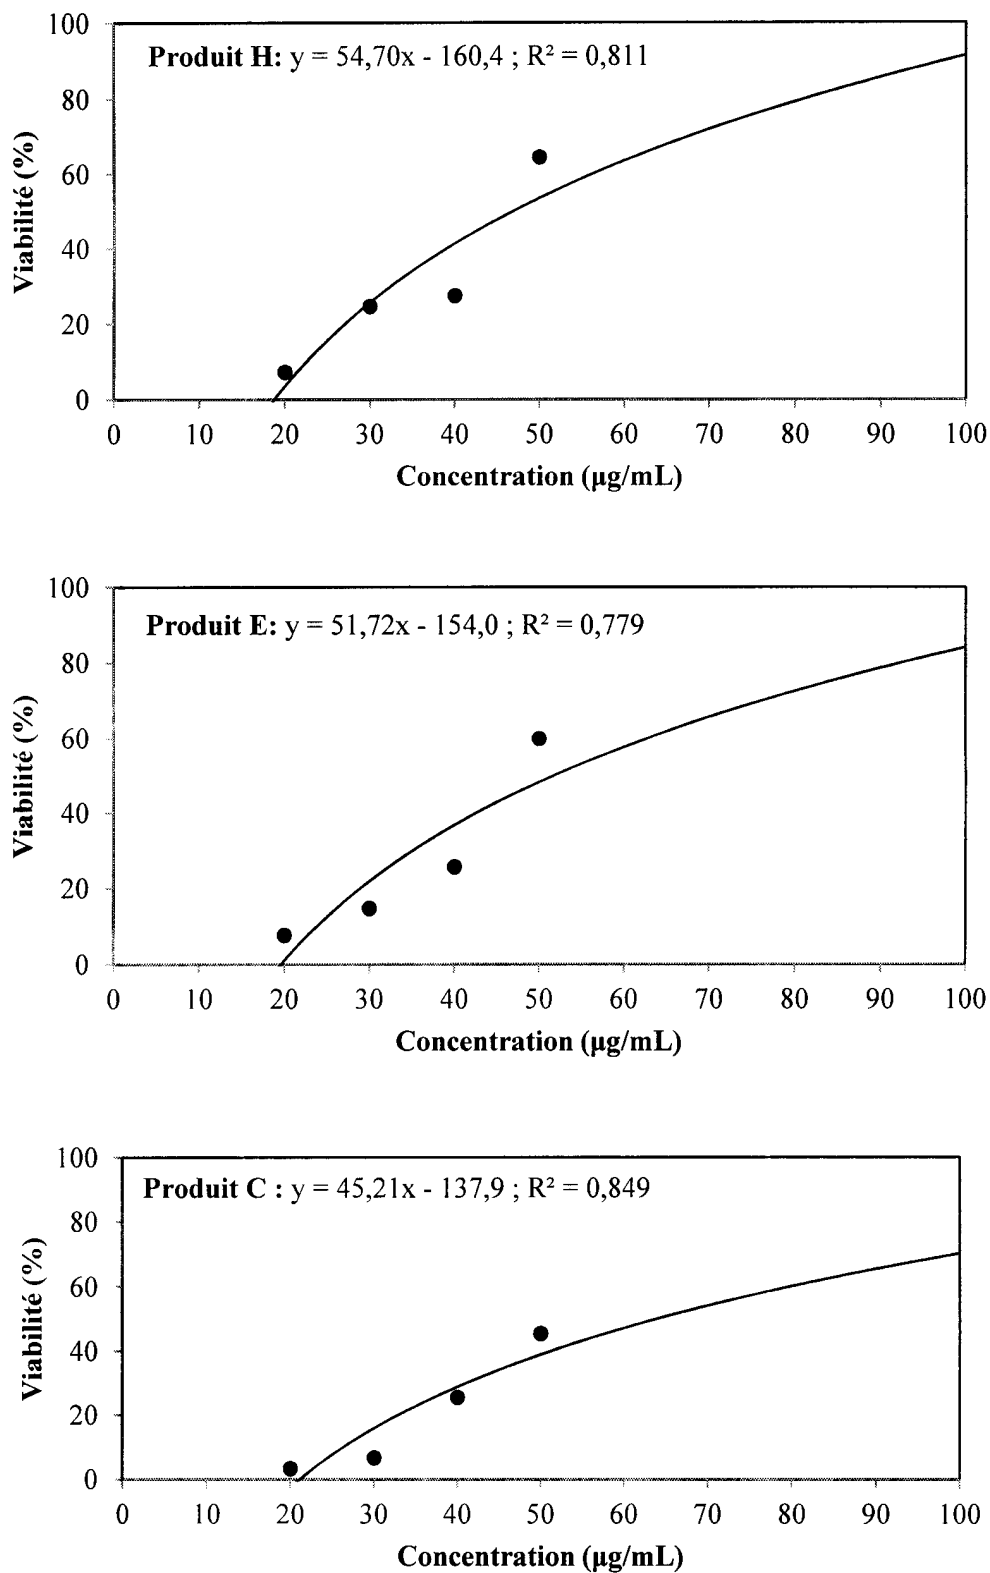 Produit H: y = 54,70x - 160,4 ; R² = 0,811
100
80
60
40
20
0
Viabilité (%)
0 10 20 30 40 50 60 70 80 90 100
Concentration (µg/mL)
Produit E: y = 51,72x - 154,0 ; R² = 0,779
100
80
60
40
20
0
Viabilité (%)
0 10 20 30 40 50 60 70 80 90 100
Concentration (µg/mL)
Produit C : y = 45,21x - 137,9 ; R² = 0,849
100
80
60
40
20
0
Viabilité (%)
0 10 20 30 40 50 60 70 80 90 100
Concentration (µg/mL)